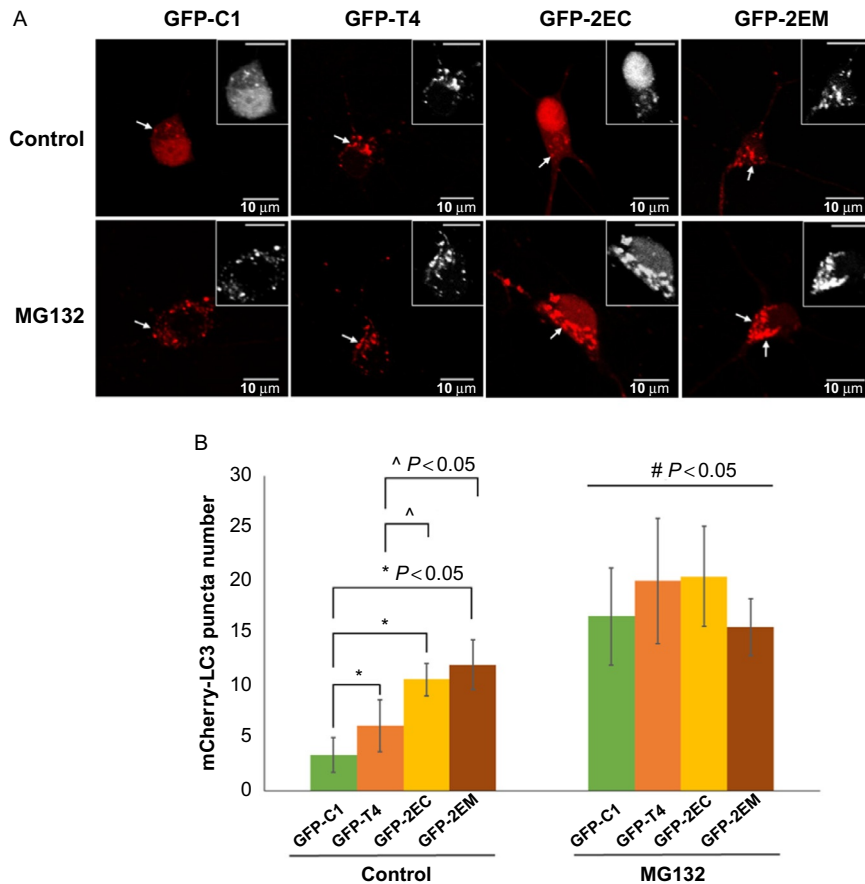 A
GFP-C1 GFP-T4 GFP-2EC GFP-2EM
Control
10 µm 10 µm 10 µm 10 µm
MG132
10 µm 10 µm 10 µm 10 µm
B
mCherry-LC3 puncta number
30
25
20
15
10
5
0
^ P < 0.05
^
* P < 0.05
*
*
# P < 0.05
GFP-C1 GFP-T4 GFP-2EC GFP-2EM GFP-C1 GFP-T4 GFP-2EC GFP-2EM
Control MG132